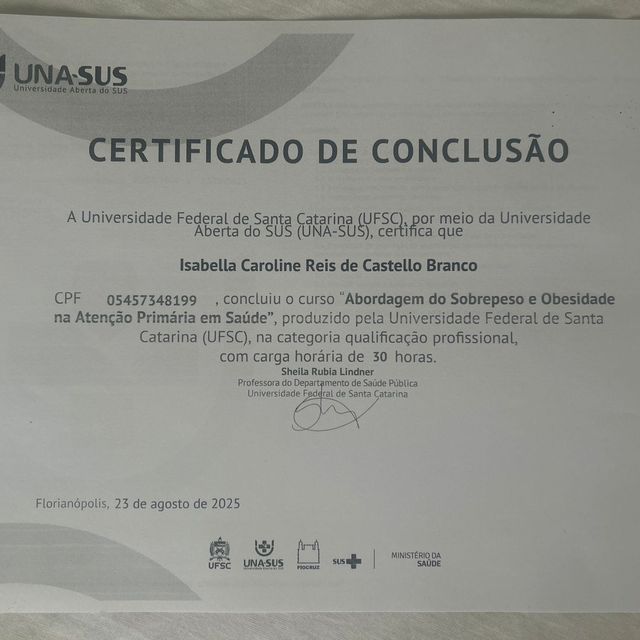 UNA-SUS
Universidade Aberta do SUS
CERTIFICADO DE CONCLUSÃO
A Universidade Federal de Santa Catarina (UFSC), por meio da Universidade
Aberta do SUS (UNA-SUS), certifica que
Isabella Caroline Reis de Castello Branco
CPF 05457348199 , concluiu o curso “Abordagem do Sobrepeso e Obesidade
na Atenção Primária em Saúde”, produzido pela Universidade Federal de Santa
Catarina (UFSC), na categoria qualificação profissional,
com carga horária de 30 horas.
Sheila Rubia Lindner
Professora do Departamento de Saúde Pública
Universidade Federal de Santa Catarina
Florianópolis, 23 de agosto de 2025
UFSC UNA-SUS FIOCRUZ SUS MINISTÉRIO DA
SAÚDE